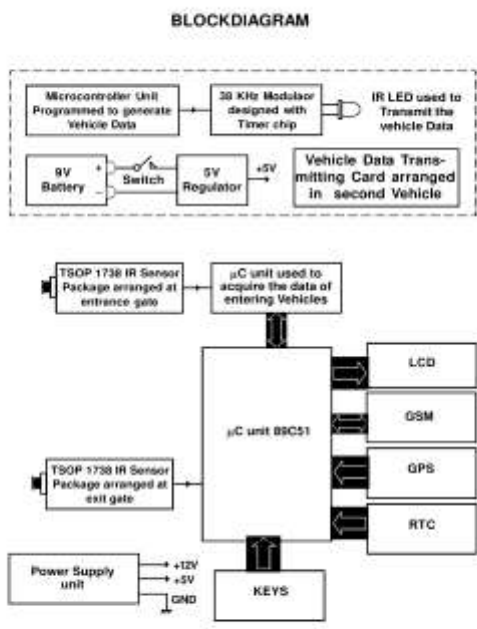 BLOCKDIAGRAM
Microcontroller Unit
Programmed to generate
Vehicle Data
38 KHz Modulaor
designed with
Timer chip
IR LED used to
Transmit the
vehicle Data
9V
Battery
+
–
Switch
5V
Regulator
+5V
Vehicle Data Trans-
mitting Card arranged
in second Vehicle
TSOP 1738 IR Sensor
Package arranged at
entrance gate
μC unit used to
acquire the data of
entering Vehicles
μC unit 89C51
LCD
GSM
GPS
RTC
TSOP 1738 IR Sensor
Package arranged at
exit gate
Power Supply
unit
+12V
+5V
GND
KEYS